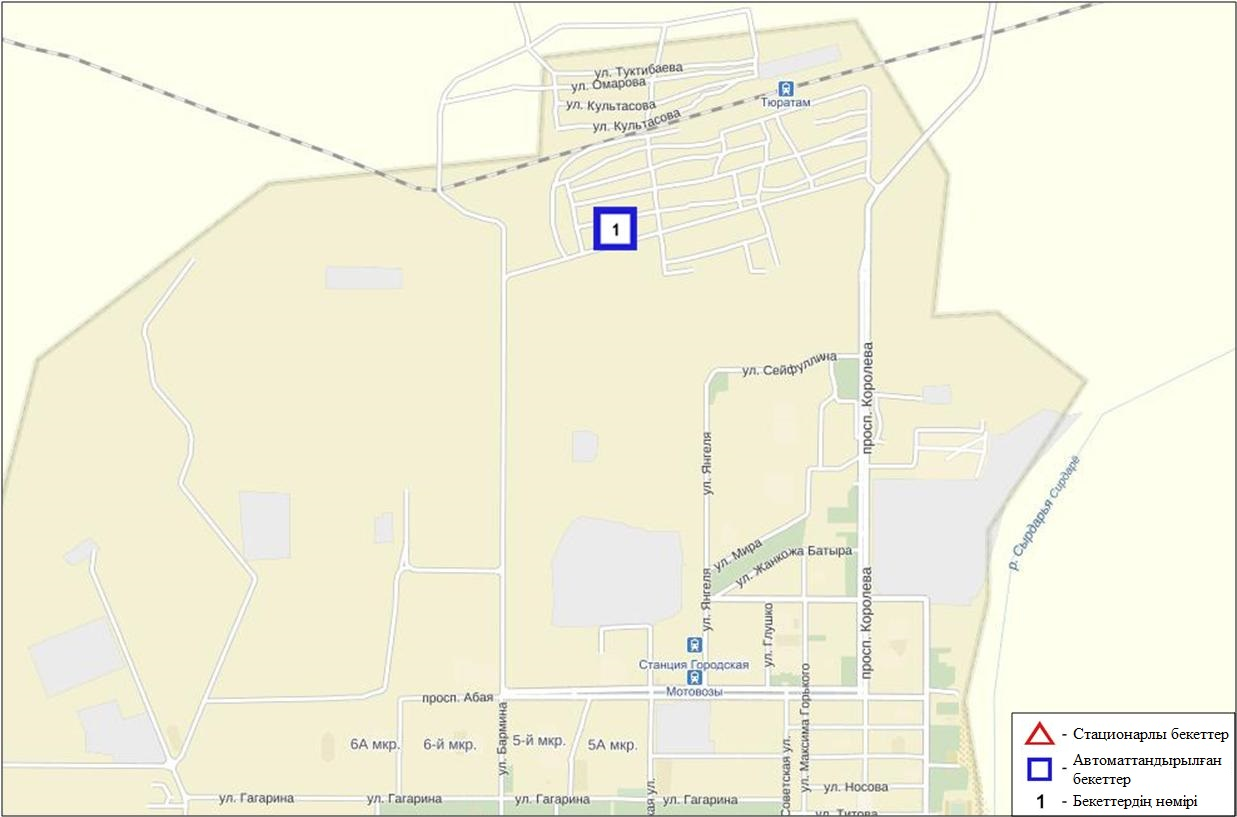 ул. Туктибаева
ул. Омарова
Тюратам
ул. Культасова
ул. Культасова
1
ул. Сейфуллина
просп. Королева
ул. Янгеля
р. Сырдарья Сирдарё
ул. Мира
ул. Жанкожа Батыра
ул. Янгеля
просп. Королева
ул. Глушко
Станция Городская
Мотовозы
просп. Абая
ул. Максима Горького
ул. Бармина
6А мкр.
6-й мкр.
5-й мкр.
5А мкр.
Советская ул.
кая ул.
ул. Носова
ул. Гагарина
ул. Гагарина
ул. Гагарина
ул. Гагарина
ул. Титова
- Стационарлы бекеттер
- Автоматтандырылған
бекеттер
1 - Бекеттердің нөмірі